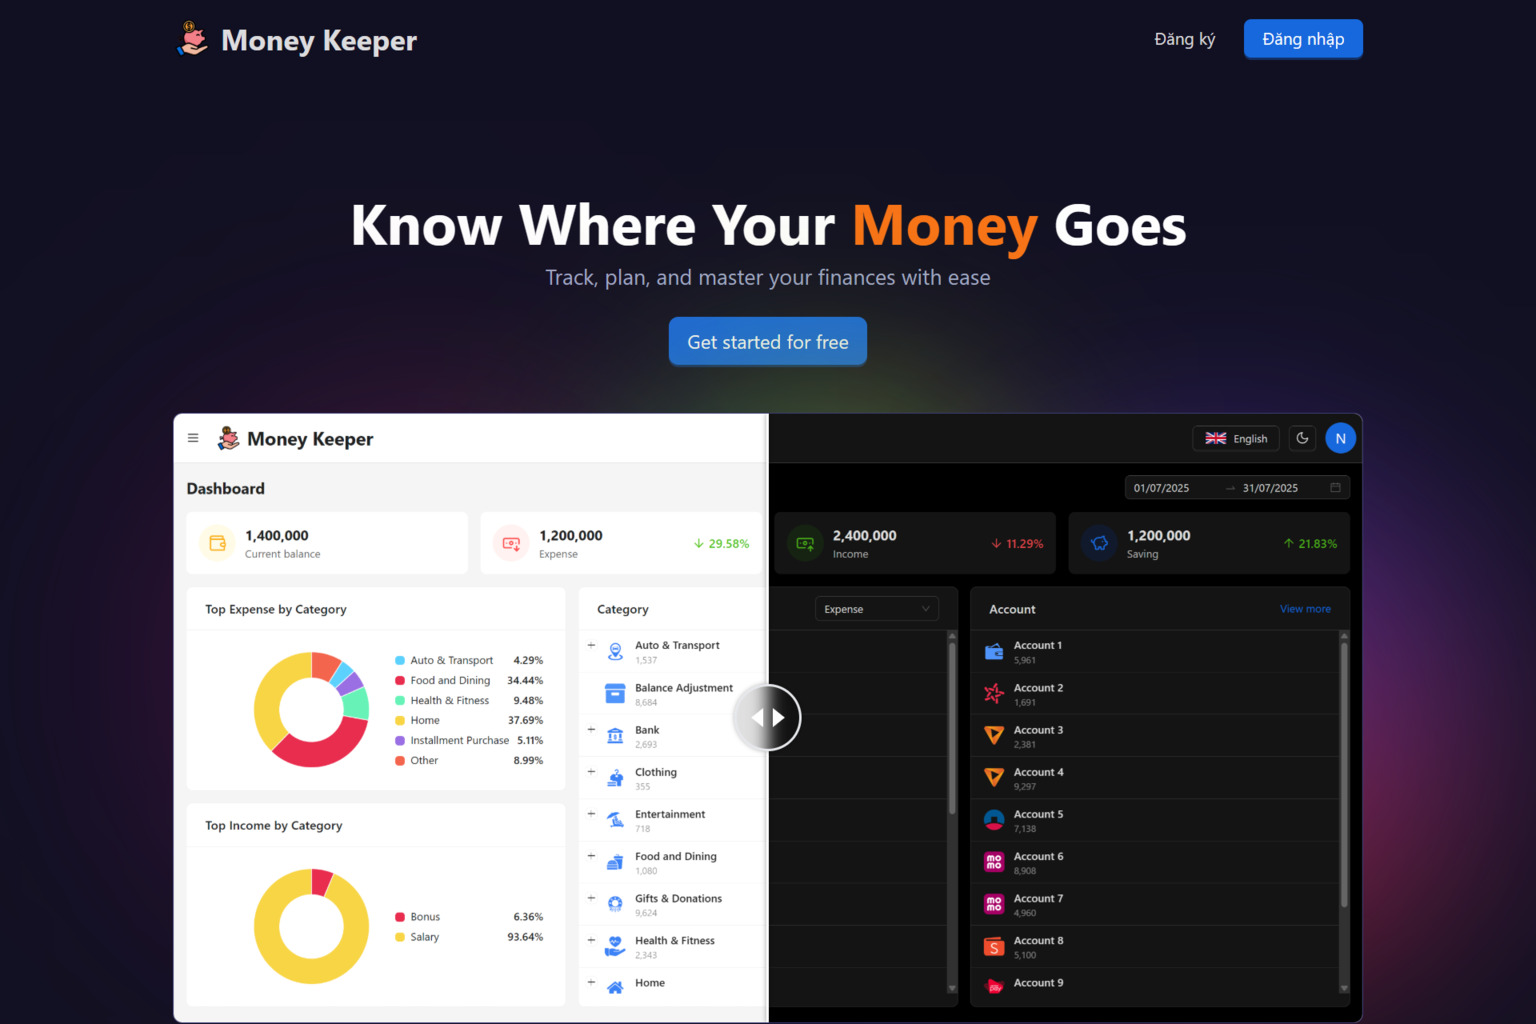 Money Keeper
Đăng ký
Đăng nhập
Know Where Your Money Goes
Track, plan, and master your finances with ease
Get started for free
Money Keeper
English
N
Dashboard
01/07/2025
31/07/2025
1,400,000
Current balance
1,200,000
Expense
29.58%
2,400,000
Income
11.29%
1,200,000
Saving
21.83%
Top Expense by Category
Auto & Transport 4.29%
Food and Dining 34.44%
Health & Fitness 9.48%
Home 37.69%
Installment Purchase 5.11%
Other 8.99%
Top Income by Category
Bonus 6.36%
Salary 93.64%
Category
Expense
Auto & Transport
1,537
Balance Adjustment
8,684
Bank
2,693
Clothing
355
Entertainment
718
Food and Dining
1,080
Gifts & Donations
9,624
Health & Fitness
2,343
Home
Account
View more
Account 1
5,961
Account 2
1,691
Account 3
2,381
Account 4
9,297
Account 5
7,138
mo
mo
Account 6
8,908
mo
mo
Account 7
4,960
S
Account 8
5,100
pay
Account 9